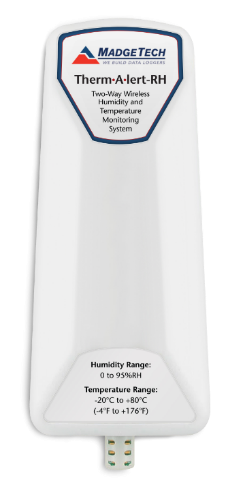 MADGETECH
WE BUILD DATA LOGGERS
Therm-A-lert-RH
Two-Way Wireless
Humidity and
Temperature
Monitoring
System
Humidity Range:
0 to 95%RH
Temperature Range:
-20°C to +80°C
(-4°F to +176°F)